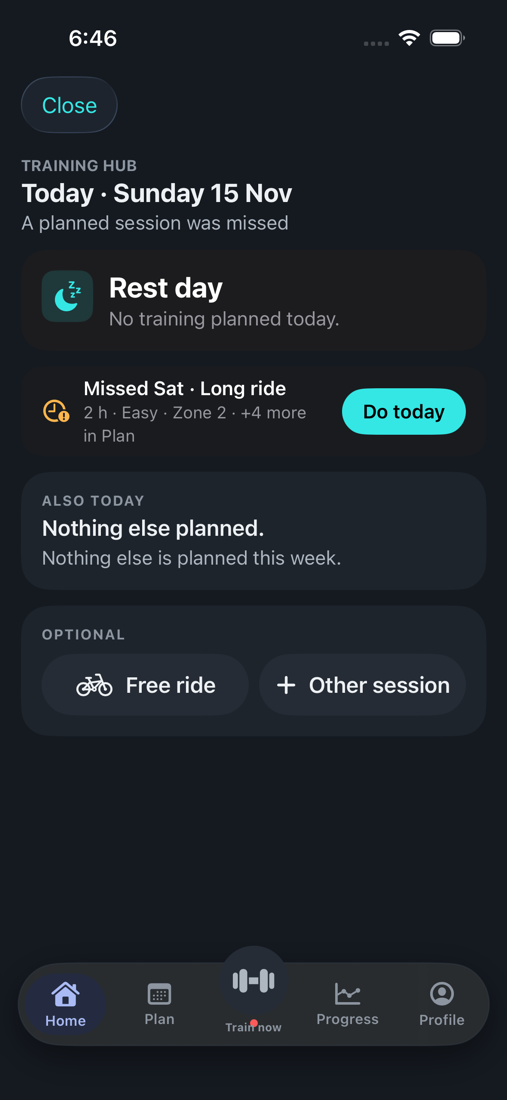 6:46
Close
TRAINING HUB
Today · Sunday 15 Nov
A planned session was missed
Rest day
No training planned today.
Missed Sat · Long ride
2 h · Easy · Zone 2 · +4 more
in Plan
Do today
ALSO TODAY
Nothing else planned.
Nothing else is planned this week.
OPTIONAL
Free ride
+ Other session
Home
Plan
Train now
Progress
Profile